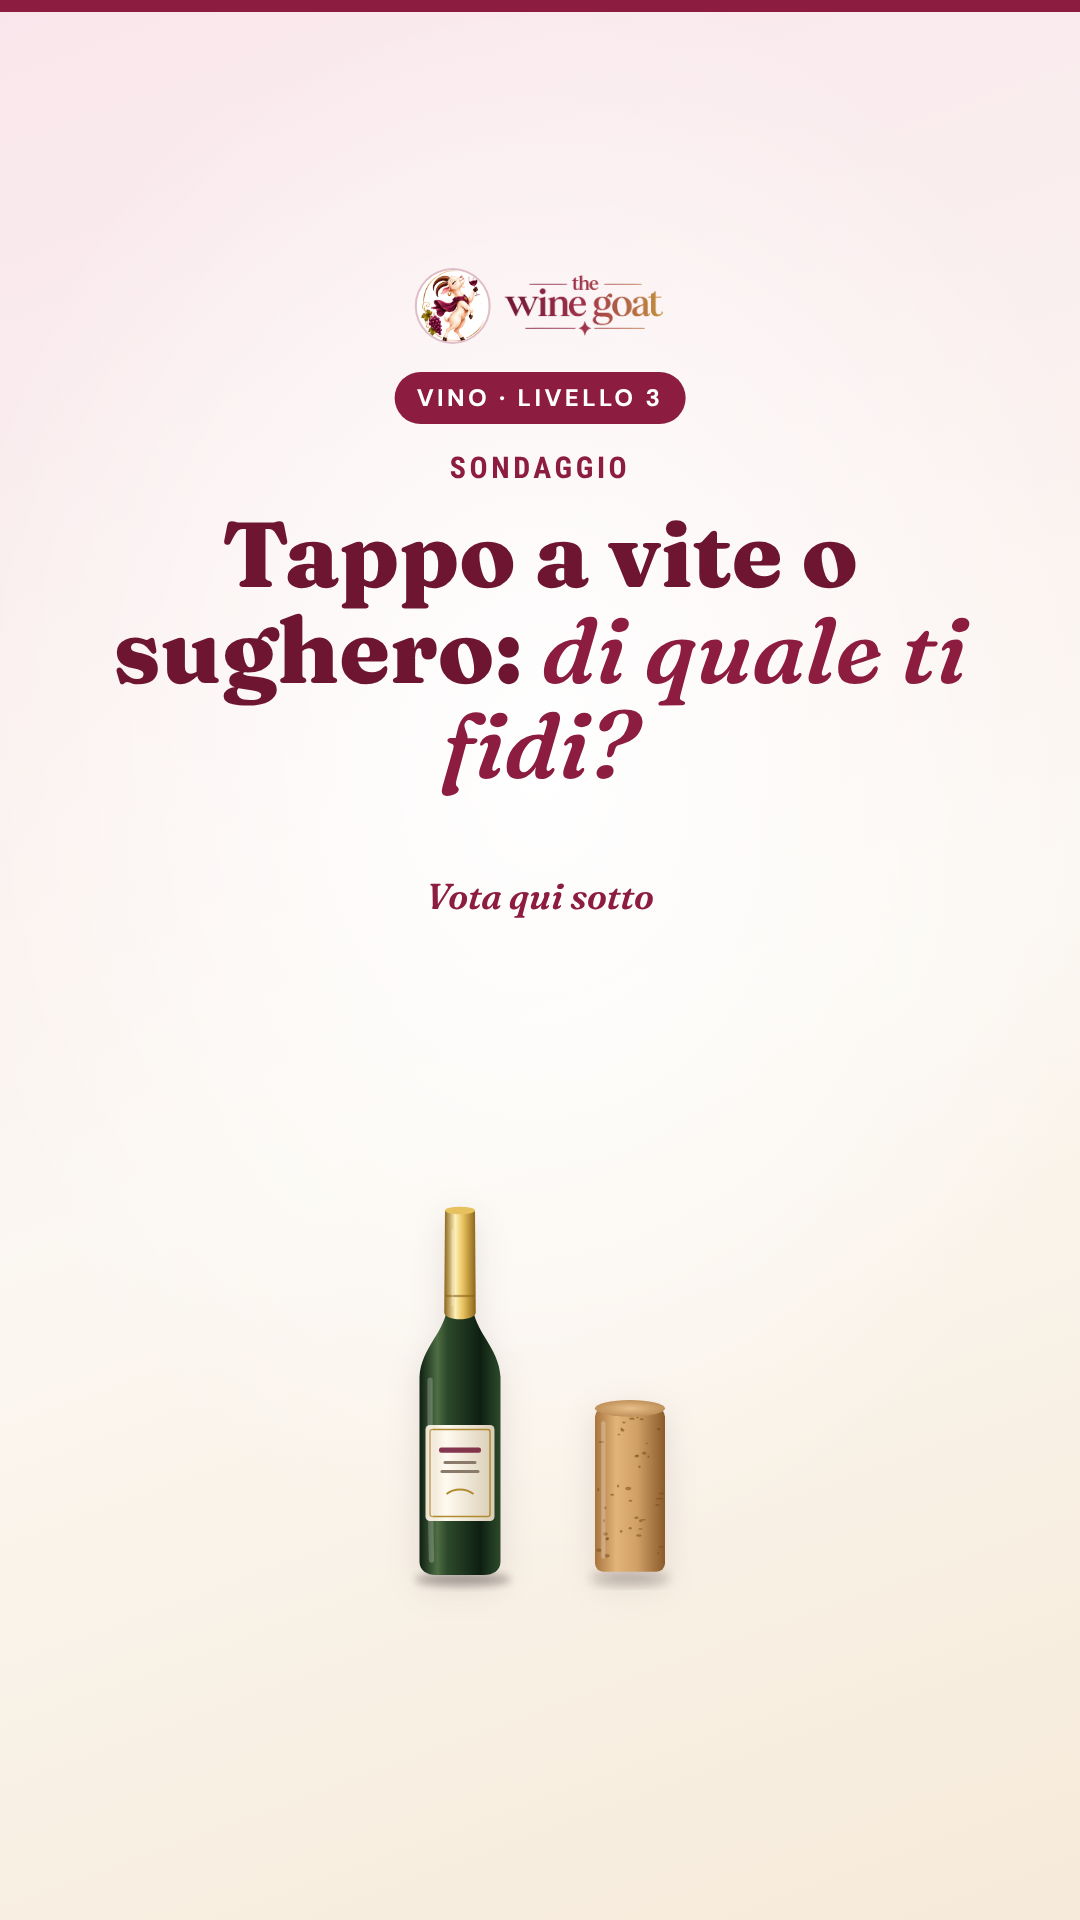 the
wine goat
VINO · LIVELLO 3
SONDAGGIO
Tappo a vite o
sughero: di quale ti
fidi?
Vota qui sotto